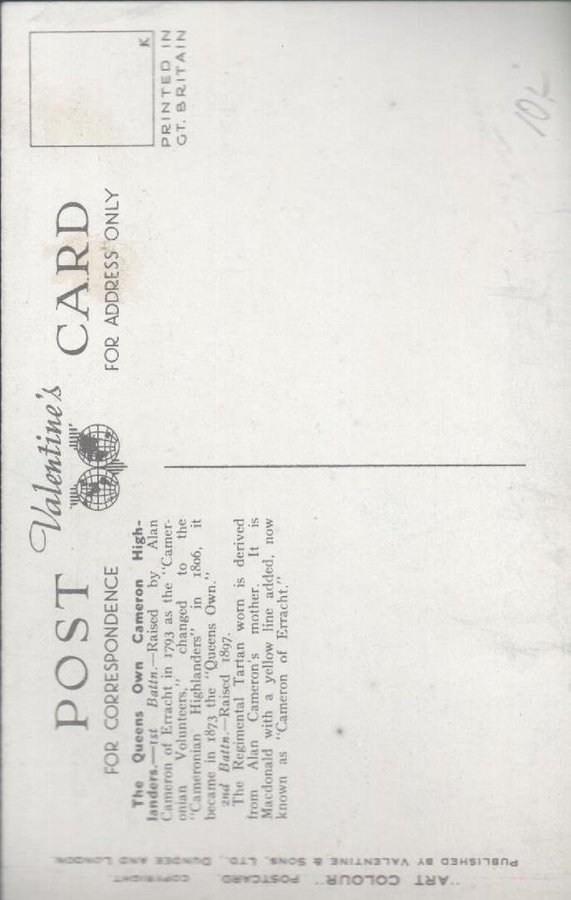 POST Valentine's CARD
FOR CORRESPONDENCE
FOR ADDRESS ONLY
K
PRINTED IN
GT. BRITAIN
The Queens Own Cameron High-
landers.—1st Battn.—Raised by Alan
Cameron of Erracht in 1793 as the "Camer-
onian Volunteers," changed to the
"Cameronian Highlanders" in 1806, it
became in 1873 the "Queens Own."
2nd Battn.—Raised 1897.
The Regimental Tartan worn is derived
from Alan Cameron's mother. It is
Macdonald with a yellow line added, now
known as "Cameron of Erracht."
"ART COLOUR" POSTCARD. COPYRIGHT.
PUBLISHED BY VALENTINE & SONS, LTD., DUNDEE AND LONDON.
10/-